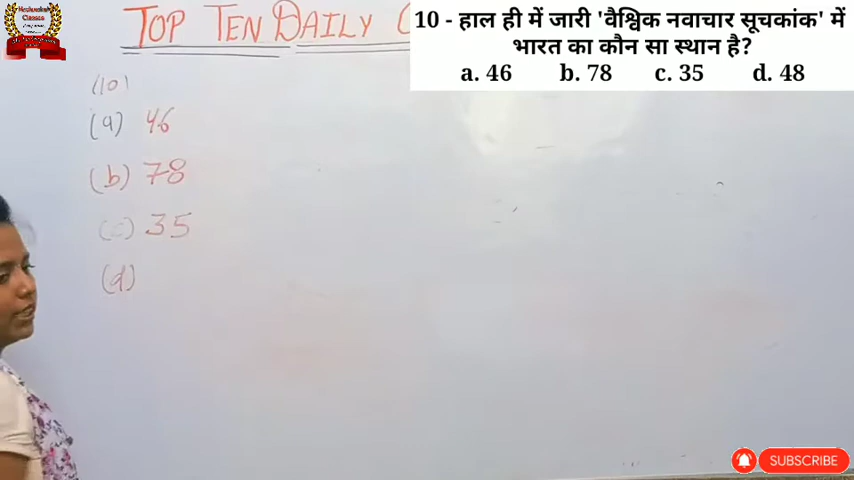 TOP TEN DAILY C
10 - हाल ही में जारी 'वैश्विक नवाचार सूचकांक' में
भारत का कौन सा स्थान है?
a. 46 b. 78 c. 35 d. 48
(10)
(a) 46
(b) 78
(c) 35
(d)
SUBSCRIBE